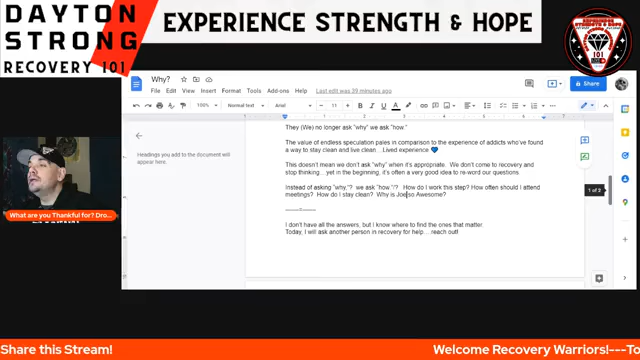 DAYTON
STRONG
RECOVERY 101
EXPERIENCE STRENGTH & HOPE
EXPERIENCE
STRENGTH & HOPE
101
Why?
File Edit View Insert Format Tools Add-ons Help
Last edit was 39 minutes ago
Share
100%
Normal text
Arial
11
Headings you add to the document will
appear here.
They (We) no longer ask "why" we ask "how."
The value of endless speculation pales in comparison to the experience of addicts who've found
a way to stay clean and live clean....Lived experience 💙
This doesn't mean we don't ask "why" when it's appropriate. We don't come to recovery and
stop thinking....yet in the beginning, it's often a very good idea to re-word our questions.
Instead of asking "why,"? we ask "how"!? How do I work this step? How often should I attend
meetings? How do I stay clean? Why is Joe so Awesome?
I don't have all the answers, but I know where to find the ones that matter.
Today, I will ask another person in recovery for help....reach out!
1 of 2
What are you Thankful for? Dro...
Share this Stream!
Welcome Recovery Warriors!---To